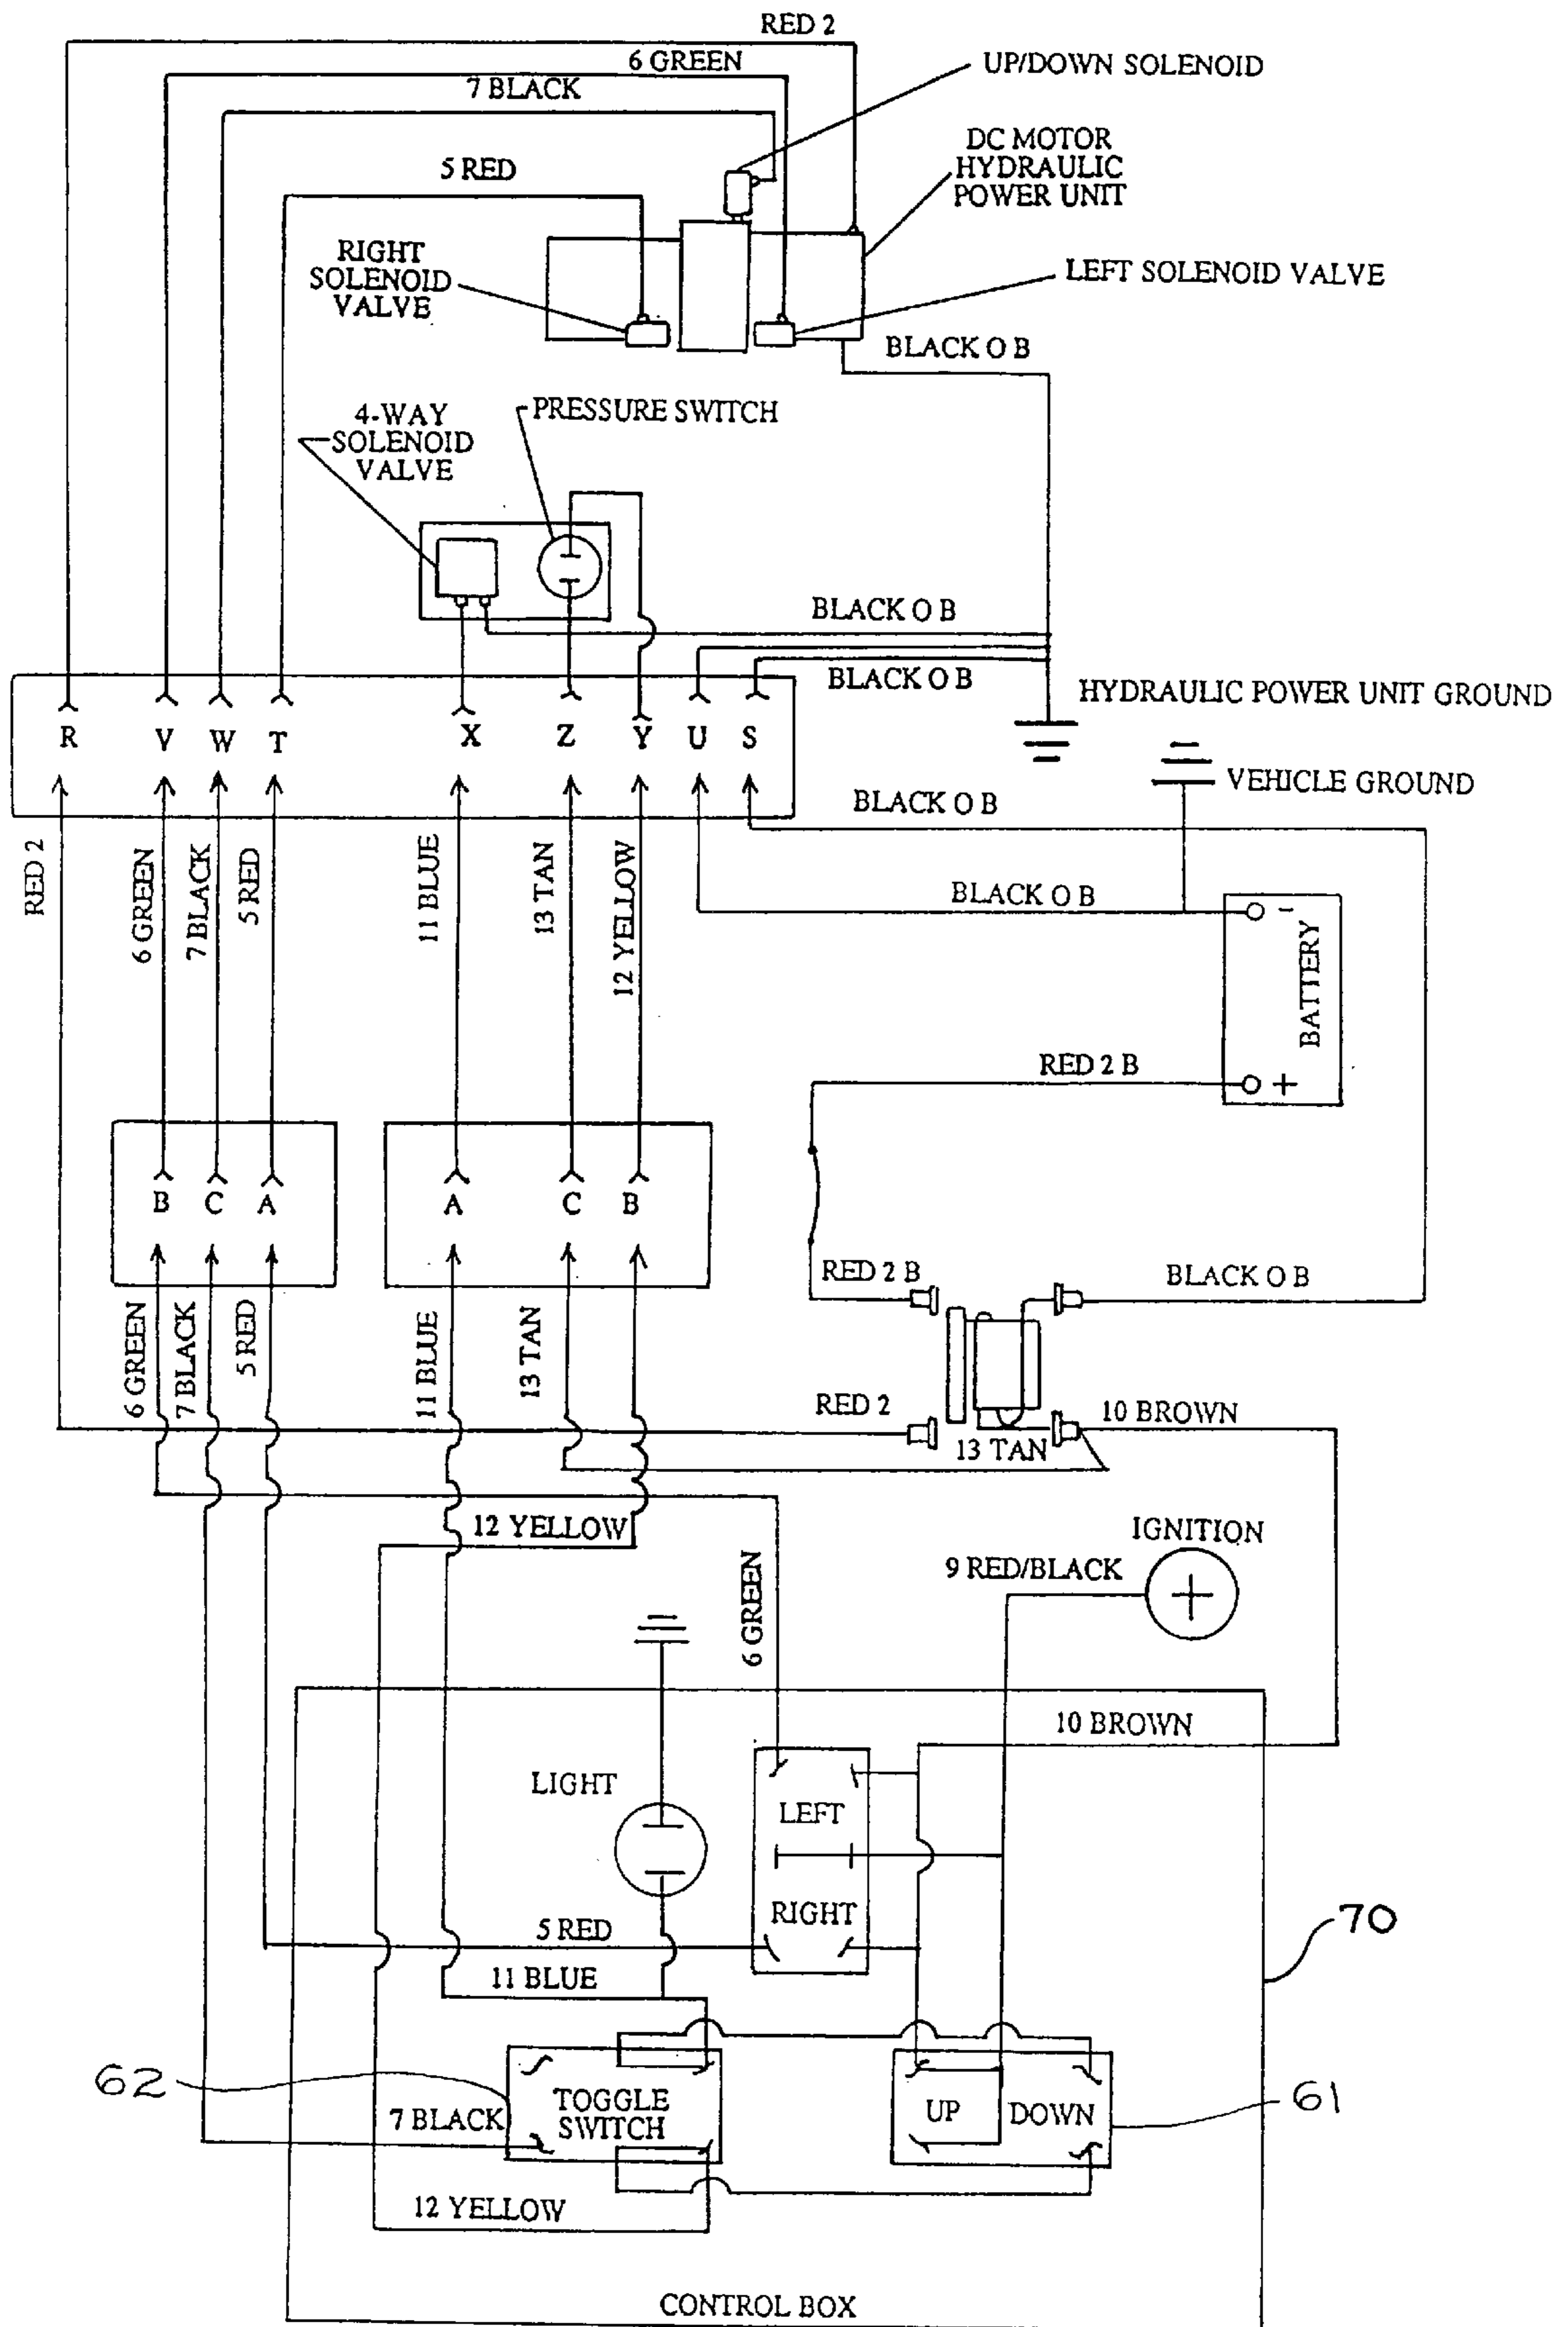 RED 2
6 GREEN
7 BLACK
UP/DOWN SOLENOID
DC MOTOR
HYDRAULIC
POWER UNIT
5 RED
RIGHT
SOLENOID
VALVE
LEFT SOLENOID VALVE
BLACK O B
4-WAY
SOLENOID
VALVE
PRESSURE SWITCH
BLACK O B
BLACK O B
HYDRAULIC POWER UNIT GROUND
R V W T X Z Y U S
VEHICLE GROUND
BLACK O B
RED 2
6 GREEN
7 BLACK
5 RED
11 BLUE
13 TAN
12 YELLOW
BLACK O B
-
BATTERY
+
RED 2 B
B C A A C B
RED 2 B
BLACK O B
6 GREEN
7 BLACK
5 RED
11 BLUE
13 TAN
RED 2
10 BROWN
13 TAN
12 YELLOW
6 GREEN
IGNITION
9 RED/BLACK
10 BROWN
LIGHT
LEFT
RIGHT
5 RED
11 BLUE
70
62
TOGGLE
SWITCH
7 BLACK
UP DOWN
61
12 YELLOW
CONTROL BOX